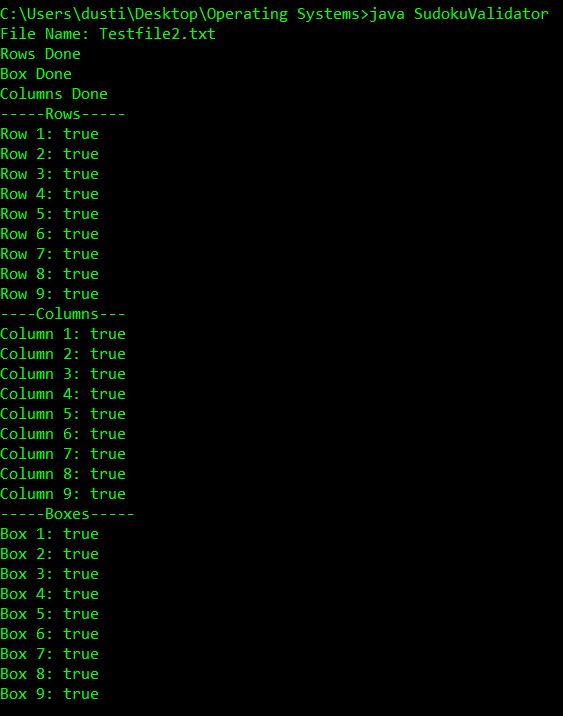 C:\Users\dusti\Desktop\Operating Systems>java SudokuValidator
File Name: Testfile2.txt
Rows Done
Box Done
Columns Done
-----Rows-----
Row 1: true
Row 2: true
Row 3: true
Row 4: true
Row 5: true
Row 6: true
Row 7: true
Row 8: true
Row 9: true
----Columns---
Column 1: true
Column 2: true
Column 3: true
Column 4: true
Column 5: true
Column 6: true
Column 7: true
Column 8: true
Column 9: true
-----Boxes-----
Box 1: true
Box 2: true
Box 3: true
Box 4: true
Box 5: true
Box 6: true
Box 7: true
Box 8: true
Box 9: true